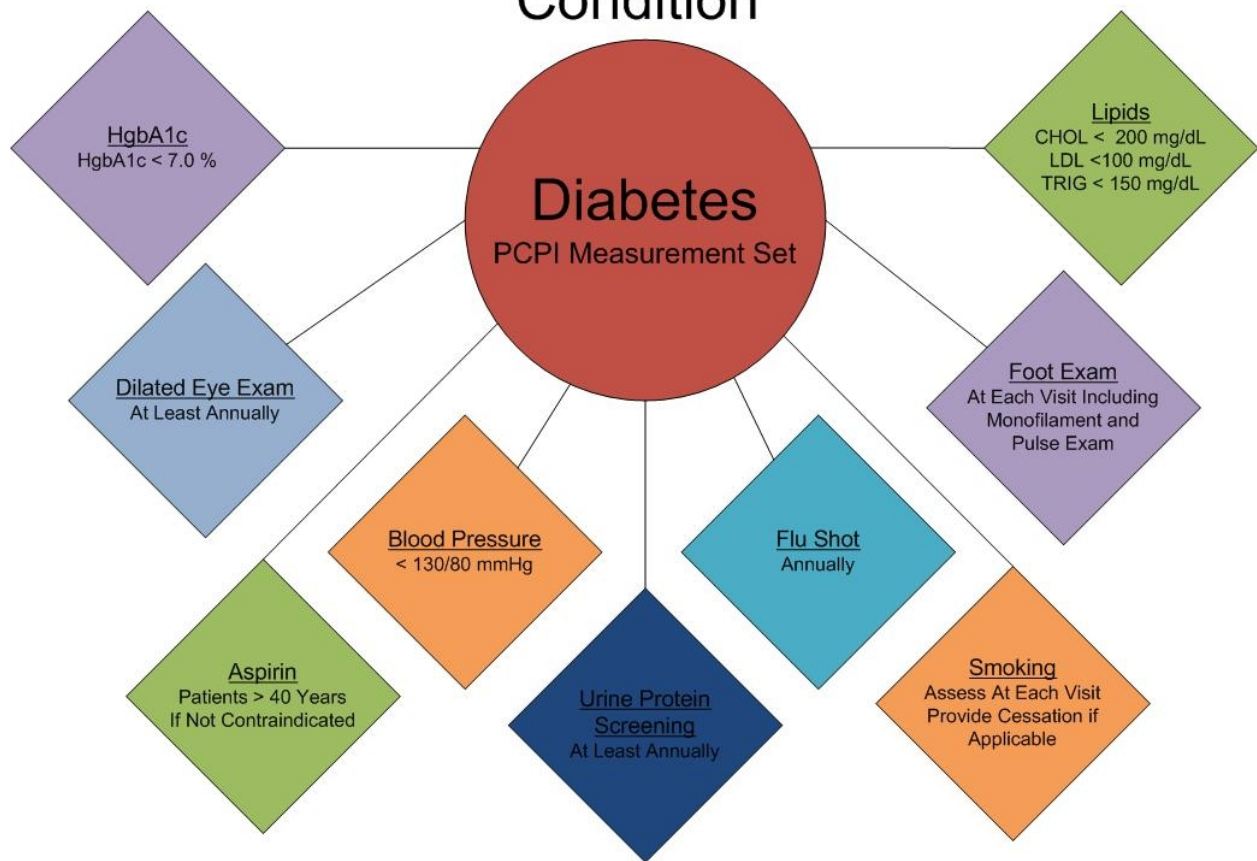 Condition
Diabetes
PCPI Measurement Set
HgbA1c
HgbA1c < 7.0 %
Lipids
CHOL < 200 mg/dL
LDL <100 mg/dL
TRIG < 150 mg/dL
Dilated Eye Exam
At Least Annually
Foot Exam
At Each Visit Including
Monofilament and
Pulse Exam
Blood Pressure
< 130/80 mmHg
Flu Shot
Annually
Aspirin
Patients > 40 Years
If Not Contraindicated
Urine Protein
Screening
At Least Annually
Smoking
Assess At Each Visit
Provide Cessation if
Applicable